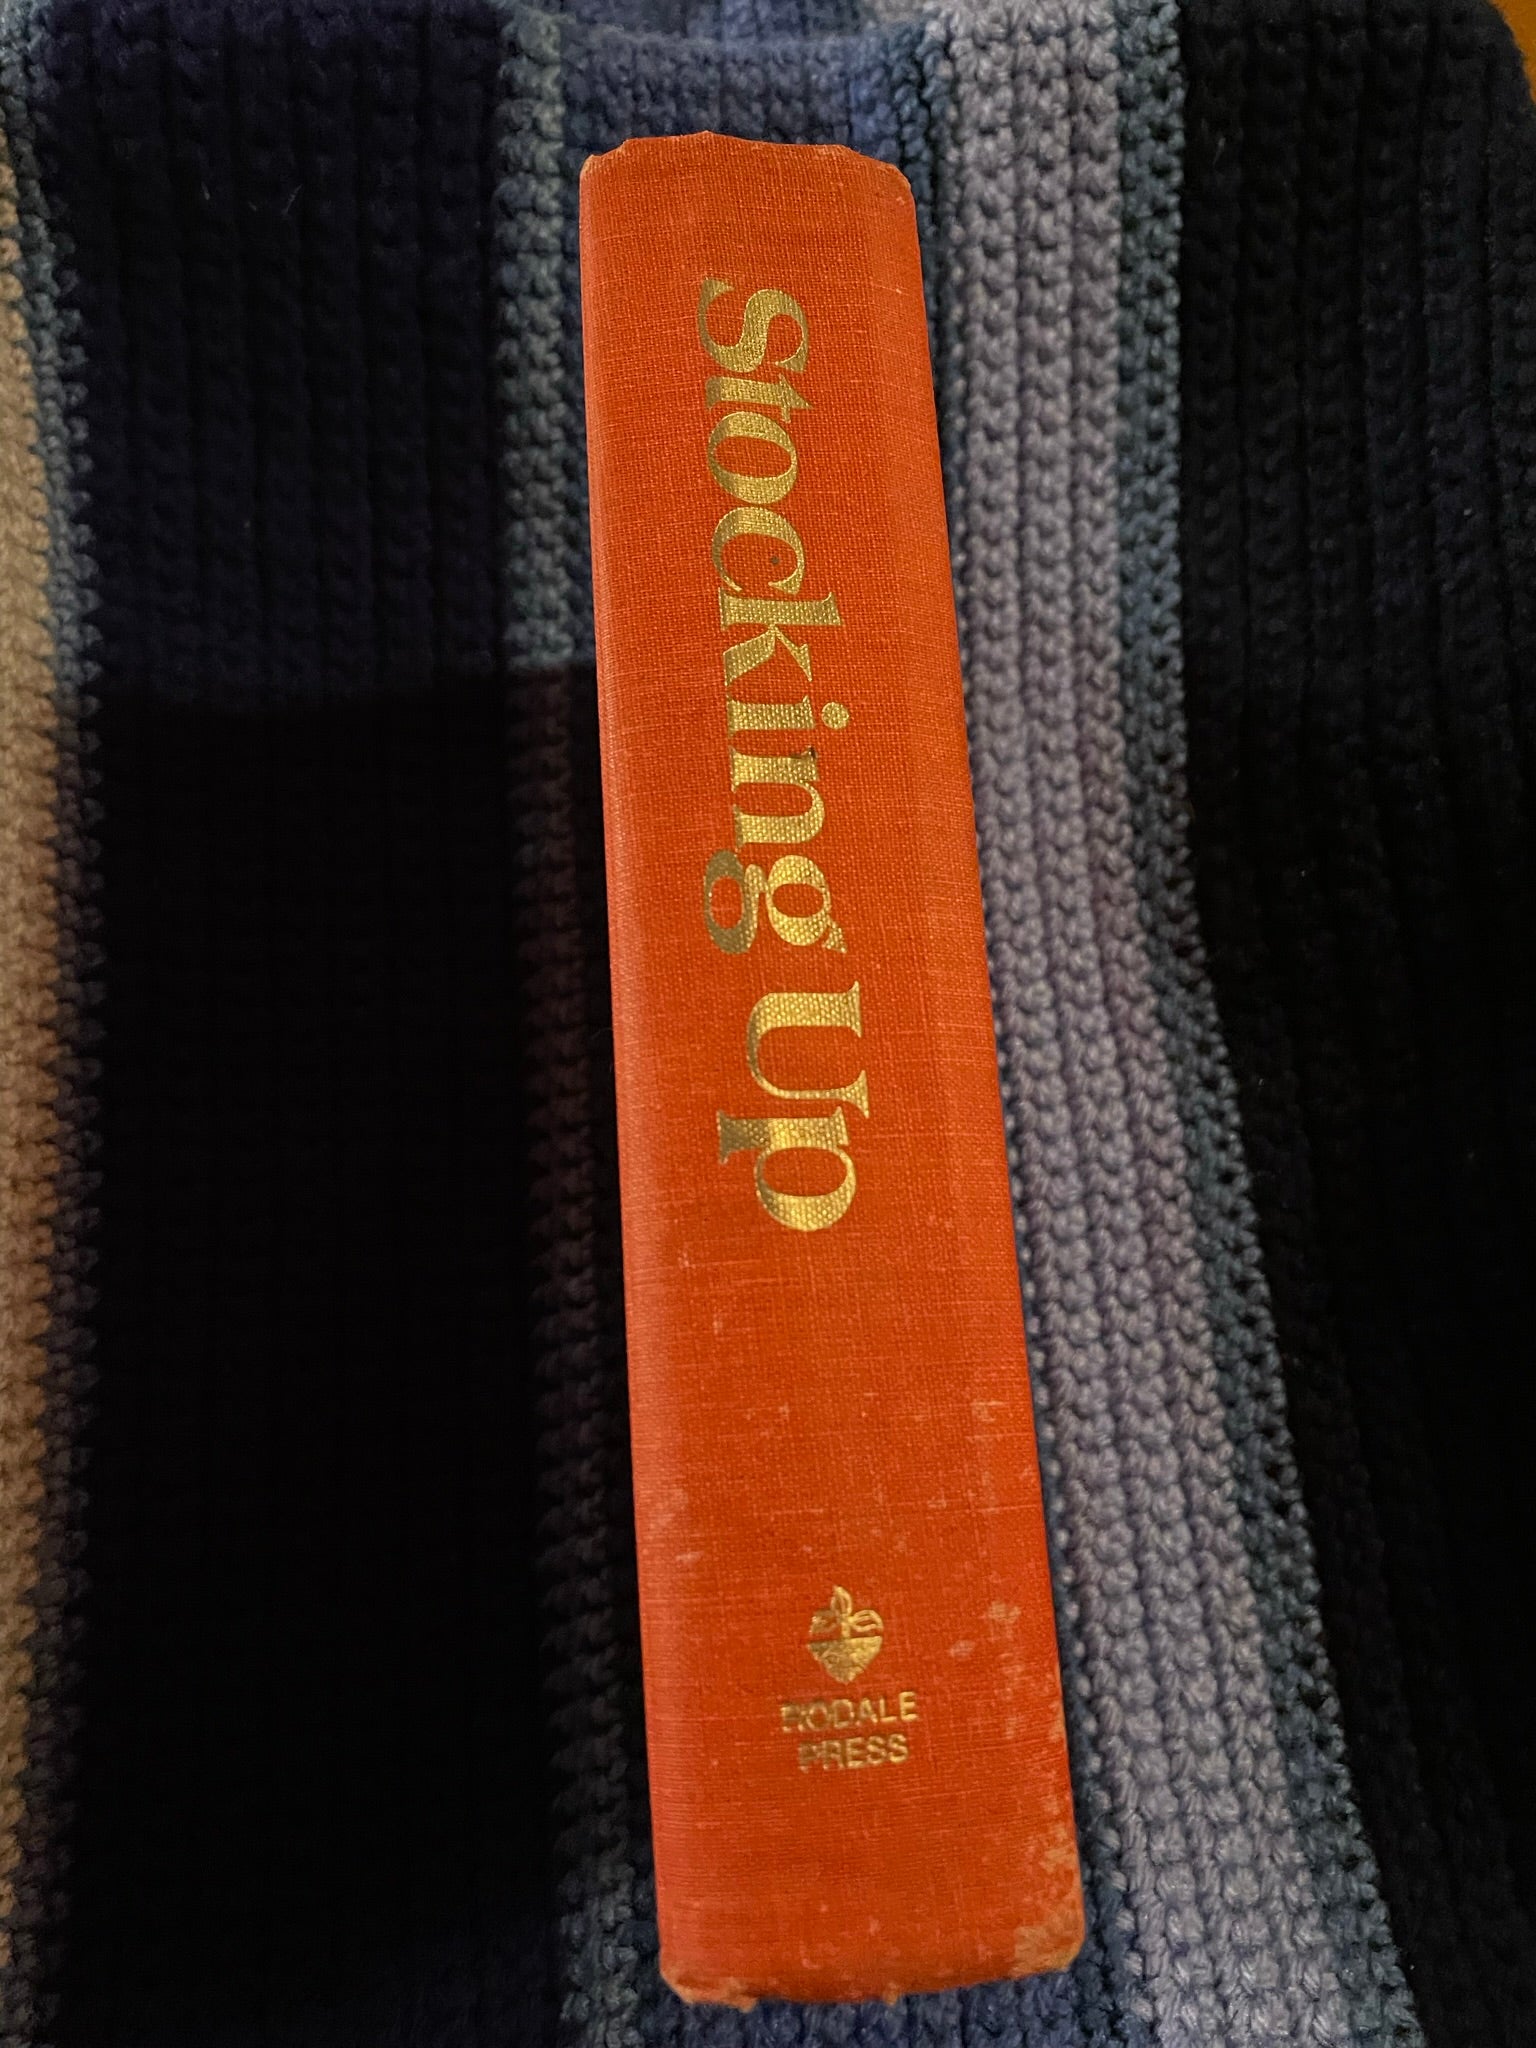 Stocking Up
RODALE
PRESS